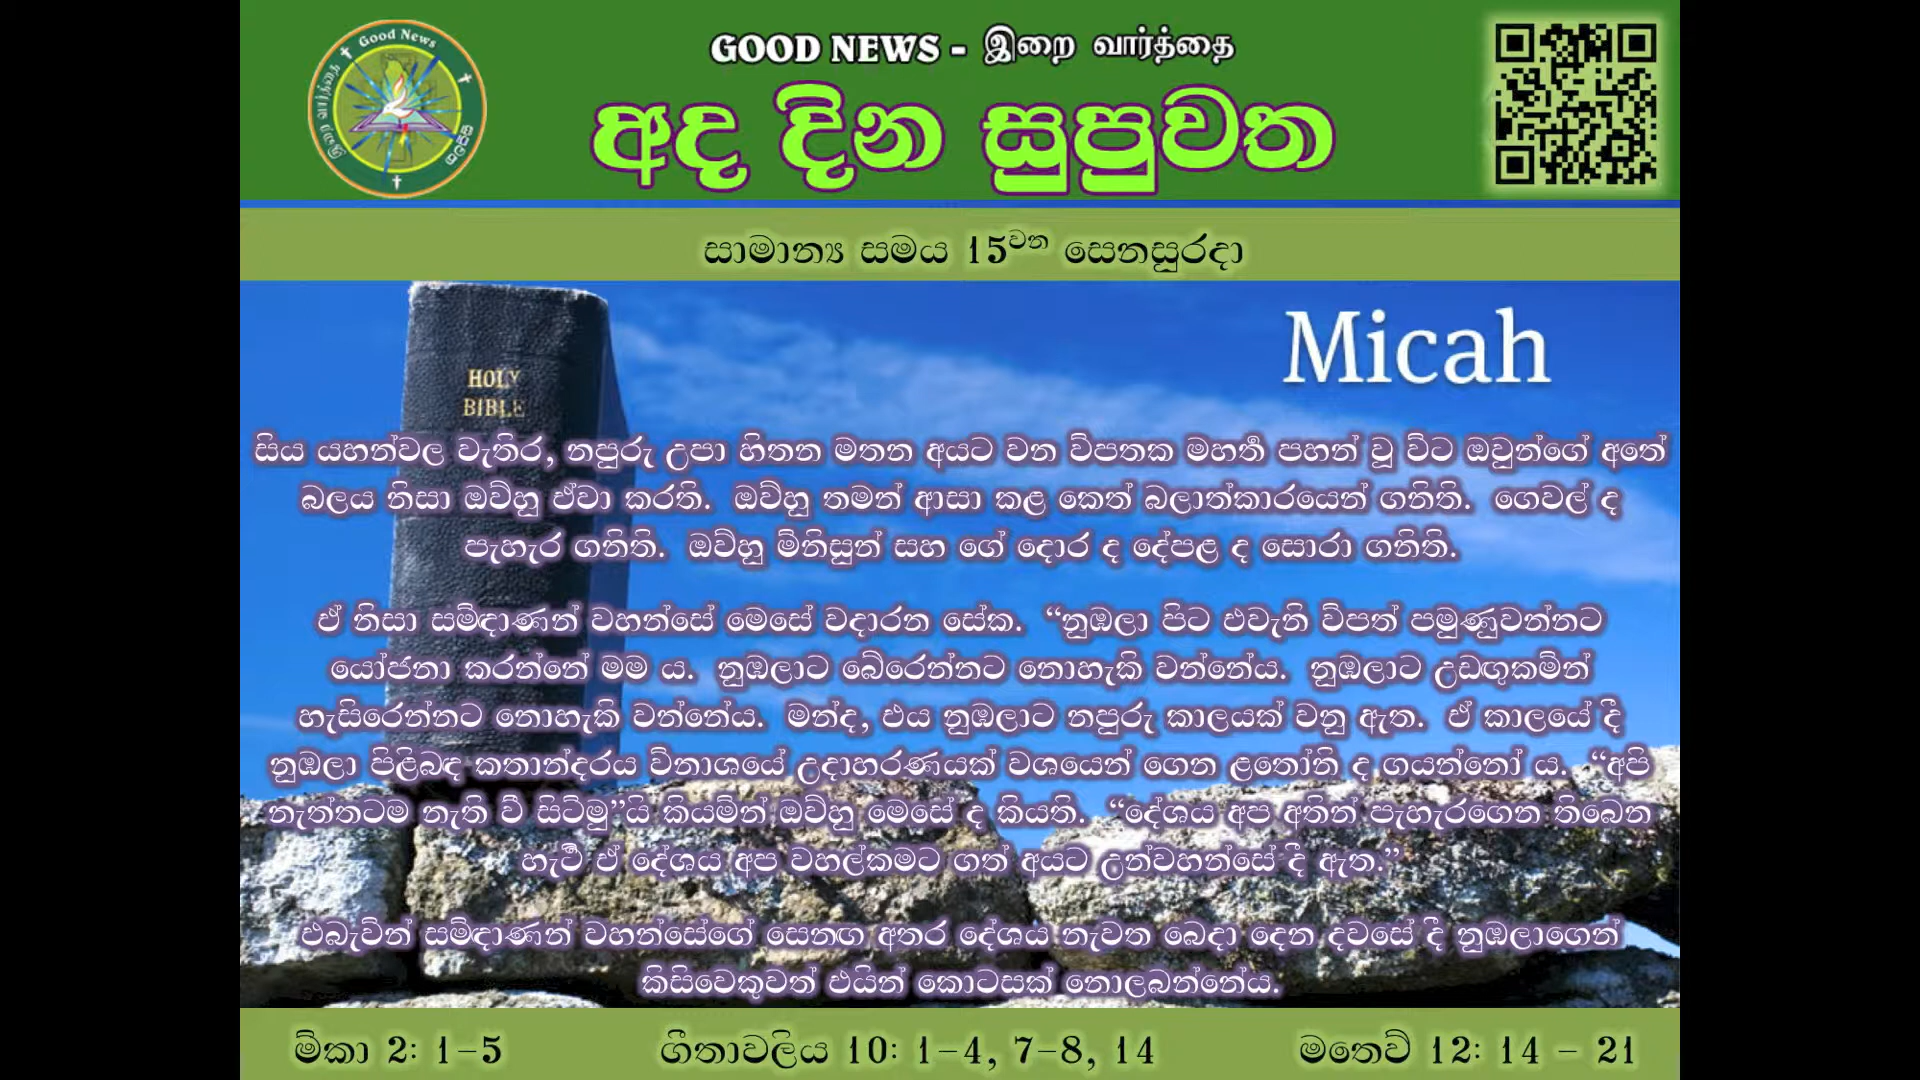 Good News
இறை வார்த்தை
GOOD NEWS - இறை வார்த்தை
අද දින සුපුවත
සාමාන්‍ය සමය 15වන සෙනසුරදා
HOLY
BIBLE
Micah
සිය යහන්වල වැතිර, නපුරු උපා හිතන මතන අයට වන විපතක මහත පහන් වූ විට ඔවුන්ගේ අතේ
බලය නිසා ඔව්හු ඒවා කරති.  ඔව්හු තමන් ආසා කළ කෙත් බලාත්කාරයෙන් ගනිති.  ගෙවල් ද
පැහැර ගනිති.  ඔව්හු මිනිසුන් සහ ගේ දොර ද දේපළ ද සොරා ගනිති.
ඒ නිසා සමිඳාණන් වහන්සේ මෙසේ වදාරන සේක.  “නුඹලා පිට එවැනි විපත් පමුණුවන්නට
යෝජනා කරන්නේ මම ය.  නුඹලාට බේරෙන්නට නොහැකි වන්නේය.  නුඹලාට උඩඟුකමින්
හැසිරෙන්නට නොහැකි වන්නේය.  මන්ද, එය නුඹලාට නපුරු කාලයක් වනු ඇත.  ඒ කාලයේ දී
නුඹලා පිළිබඳ කතාන්දරය විනාශයේ උදාහරණයක් වශයෙන් ගෙන ළතෝනි ද ගයන්නෝ ය.  “අපි
නැත්තටම නැති වී සිටිමු”යි කියමින් ඔව්හු මෙසේ ද කියති.  “දේශය අප අතින් පැහැරගෙන තිබෙන
හැටි ඒ දේශය අප වහල්කමට ගත් අයට උන්වහන්සේ දී ඇත.”
එබැවින් සමිඳාණන් වහන්සේගේ සෙනඟ අතර දේශය නැවත බෙදා දෙන දවසේ දී නුඹලාගෙන්
කිසිවෙකුවත් එයින් කොටසක් නොලබන්නේය.
මිකා 2: 1-5 ගීතාවලිය 10: 1-4, 7-8, 14 මතෙව් 12: 14 - 21